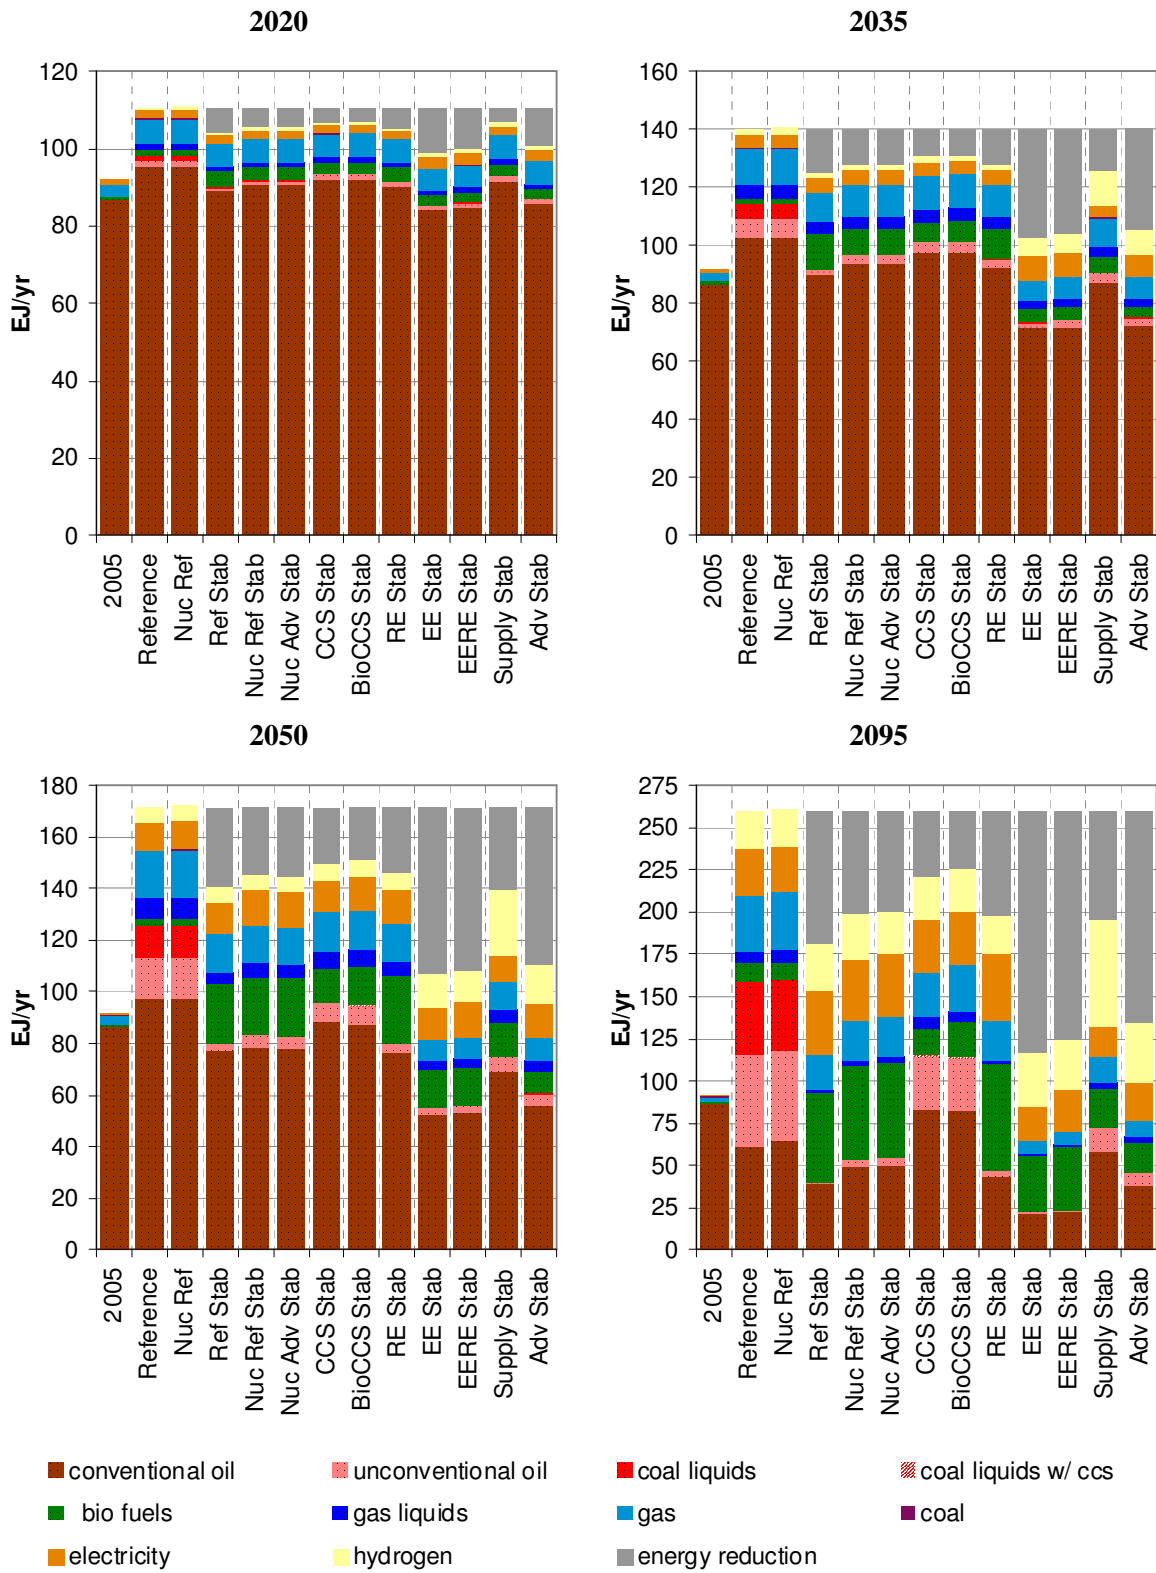 2020
120
100
80
60
40
20
0
EJ/yr
2005
Reference
Nuc Ref
Ref Stab
Nuc Ref Stab
Nuc Adv Stab
CCS Stab
BioCCS Stab
RE Stab
EE Stab
EERE Stab
Supply Stab
Adv Stab
2035
160
140
120
100
80
60
40
20
0
EJ/yr
2005
Reference
Nuc Ref
Ref Stab
Nuc Ref Stab
Nuc Adv Stab
CCS Stab
BioCCS Stab
RE Stab
EE Stab
EERE Stab
Supply Stab
Adv Stab
2050
180
160
140
120
100
80
60
40
20
0
EJ/yr
2005
Reference
Nuc Ref
Ref Stab
Nuc Ref Stab
Nuc Adv Stab
CCS Stab
BioCCS Stab
RE Stab
EE Stab
EERE Stab
Supply Stab
Adv Stab
2095
275
250
225
200
175
150
125
100
75
50
25
0
EJ/yr
2005
Reference
Nuc Ref
Ref Stab
Nuc Ref Stab
Nuc Adv Stab
CCS Stab
BioCCS Stab
RE Stab
EE Stab
EERE Stab
Supply Stab
Adv Stab
conventional oil
unconventional oil
coal liquids
coal liquids w/ ccs
bio fuels
gas liquids
gas
coal
electricity
hydrogen
energy reduction